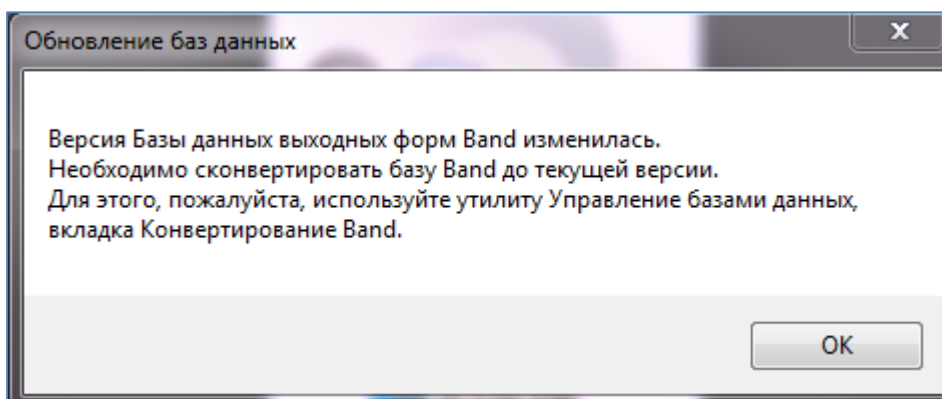 Обновление баз данных
Версия Базы данных выходных форм Band изменилась.
Необходимо сконвертировать базу Band до текущей версии.
Для этого, пожалуйста, используйте утилиту Управление базами данных,
вкладка Конвертирование Band.
OK